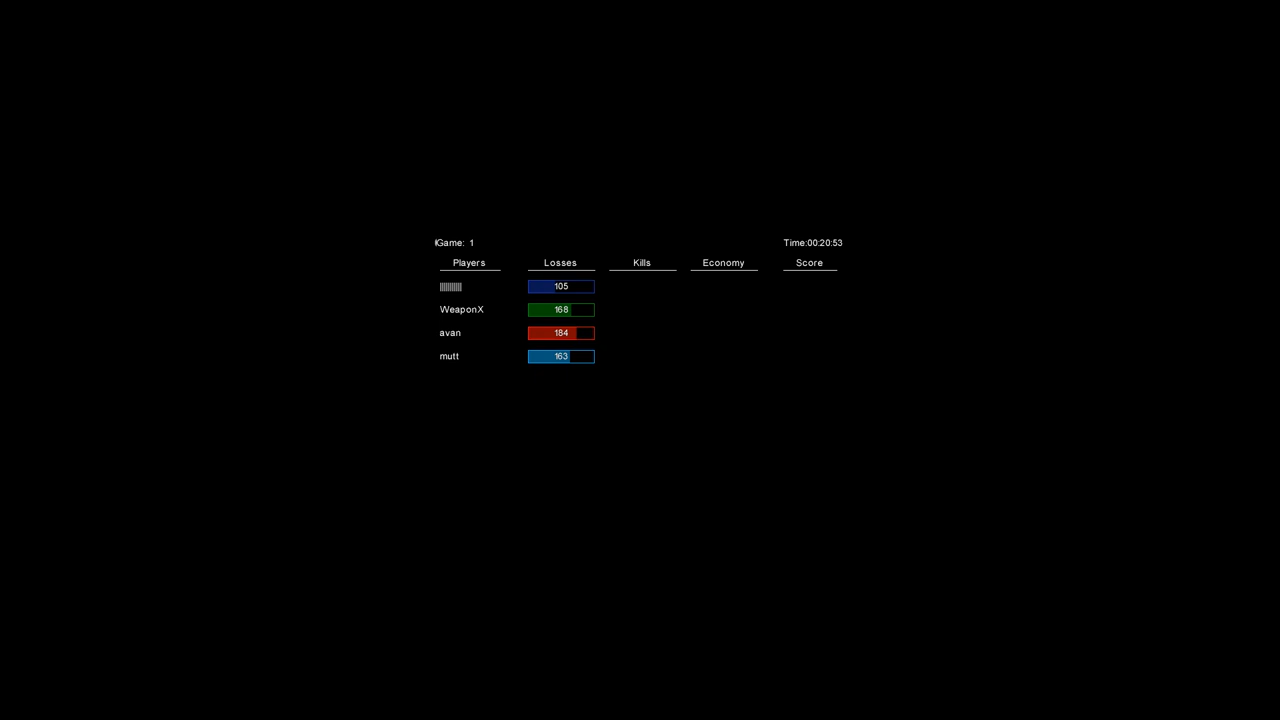 Game: 1 Time:00:20:53
Players Losses Kills Economy Score
105
WeaponX 168
avan 184
mutt 163